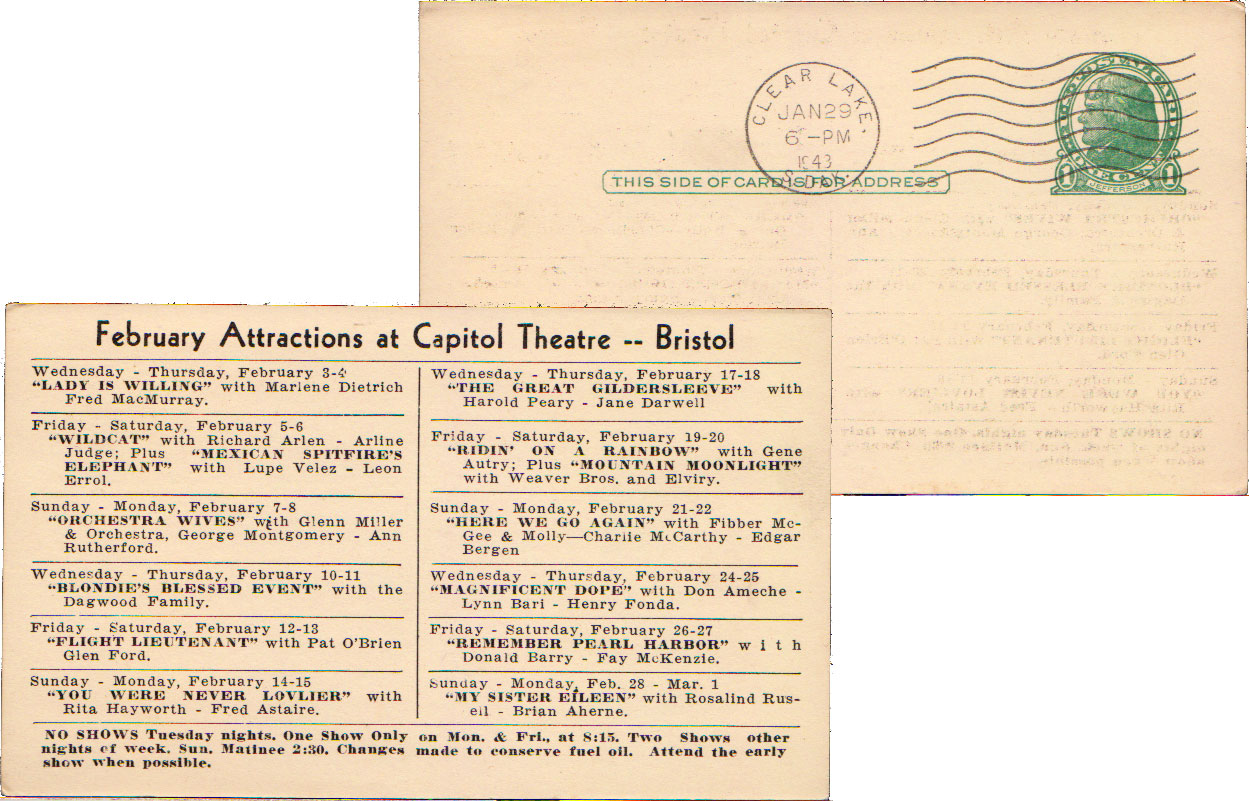 CLEAR LAKE.
JAN 29
6 - PM
1943
S. DAK.
THIS SIDE OF CARD IS FOR ADDRESS
1 JEFFERSON 1
February Attractions at Capitol Theatre -- Bristol
Wednesday - Thursday, February 3-4
“LADY IS WILLING” with Marlene Dietrich
Fred MacMurray.
Friday - Saturday, February 5-6
“WILDCAT” with Richard Arlen - Arline
Judge; Plus “MEXICAN SPITFIRE'S
ELEPHANT” with Lupe Velez - Leon
Errol.
Sunday - Monday, February 7-8
“ORCHESTRA WIVES” with Glenn Miller
& Orchestra, George Montgomery - Ann
Rutherford.
Wednesday - Thursday, February 10-11
“BLONDIE'S BLESSED EVENT” with the
Dagwood Family.
Friday - Saturday, February 12-13
“FLIGHT LIEUTENANT” with Pat O'Brien
Glen Ford.
Sunday - Monday, February 14-15
“YOU WERE NEVER LOVLIER” with
Rita Hayworth - Fred Astaire.
Wednesday - Thursday, February 17-18
“THE GREAT GILDERSLEEVE” with
Harold Peary - Jane Darwell
Friday - Saturday, February 19-20
“RIDIN' ON A RAINBOW” with Gene
Autry; Plus “MOUNTAIN MOONLIGHT”
with Weaver Bros. and Elviry.
Sunday - Monday, February 21-22
“HERE WE GO AGAIN” with Fibber Mc-
Gee & Molly—Charlie McCarthy - Edgar
Bergen
Wednesday - Thursday, February 24-25
“MAGNIFICENT DOPE” with Don Ameche -
Lynn Bari - Henry Fonda.
Friday - Saturday, February 26-27
“REMEMBER PEARL HARBOR” with
Donald Barry - Fay McKenzie.
Sunday - Monday, Feb. 28 - Mar. 1
“MY SISTER EILEEN” with Rosalind Rus-
ell - Brian Aherne.
NO SHOWS Tuesday nights. One Show Only on Mon. & Fri., at 8:15. Two Shows other
nights of week. Sun. Matinee 2:30. Changes made to conserve fuel oil. Attend the early
show when possible.